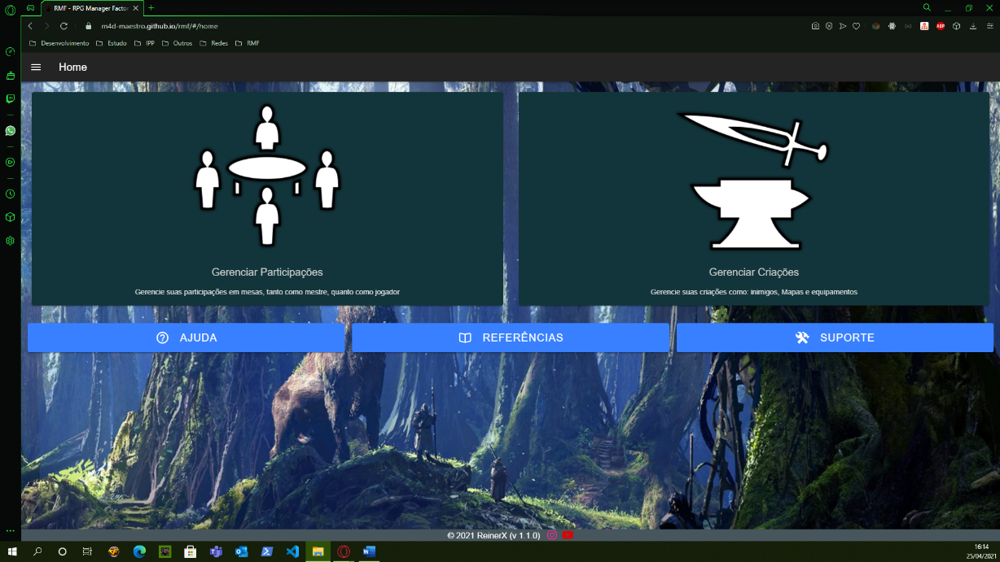 RMF - RPG Manager Factor
m4d-maestro.github.io/rmf/#/home
Desenvolvimento Estudo IPP Outros Redes RMF
Home
Gerenciar Participações
Gerencie suas participações em mesas, tanto como mestre, quanto como jogador
Gerenciar Criações
Gerencie suas criações como: inimigos, Mapas e equipamentos
AJUDA
REFERÊNCIAS
SUPORTE
© 2021 ReinerX (v 1.1.0)
16:14
25/04/2021